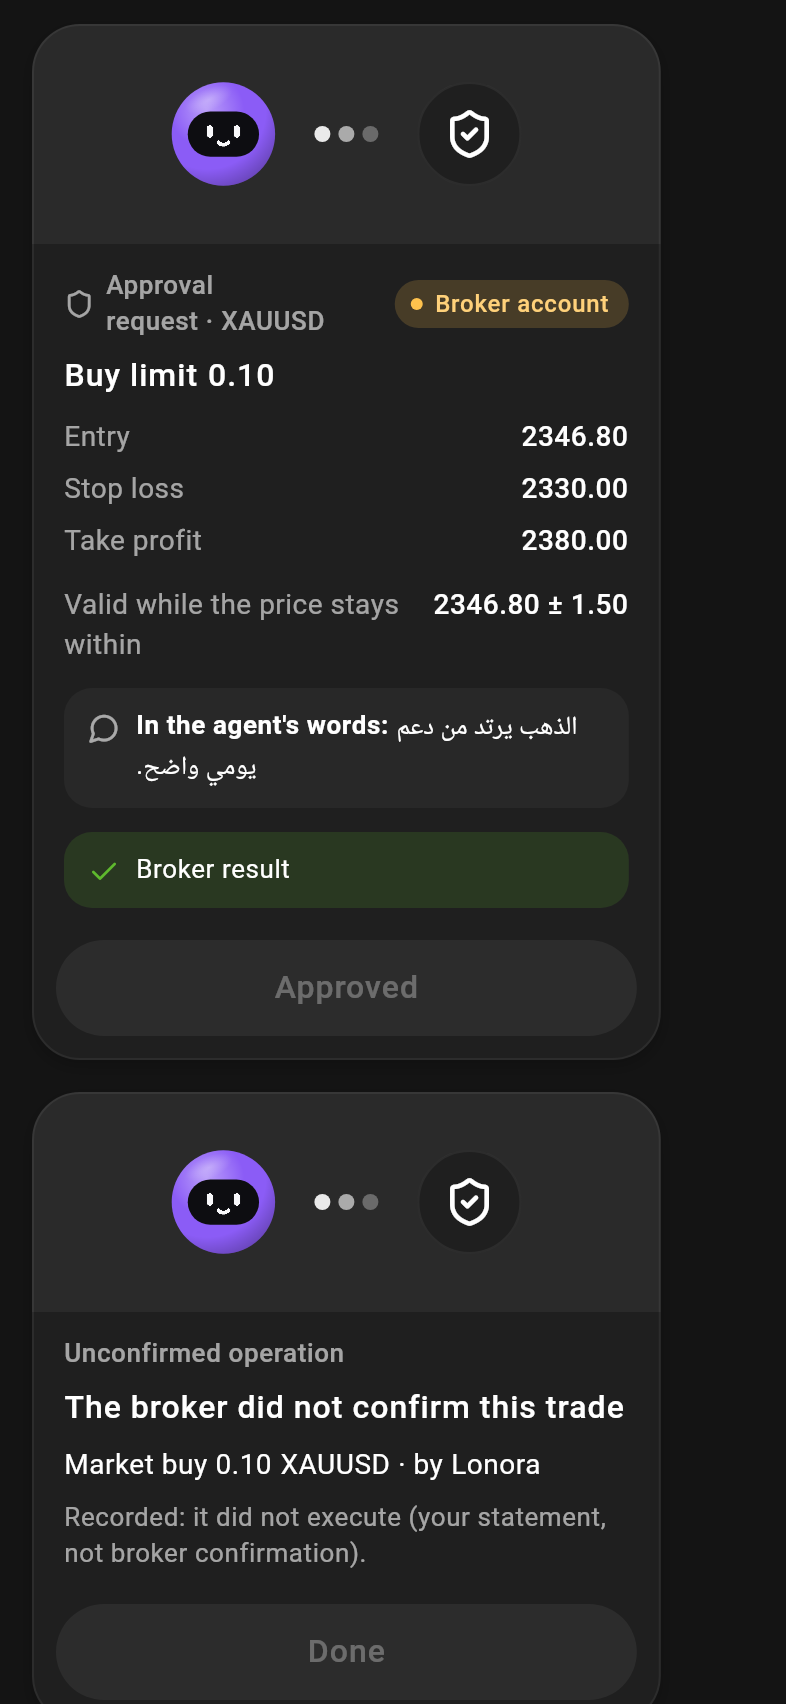 Approval
request · XAUUSD
Broker account
Buy limit 0.10
Entry 2346.80
Stop loss 2330.00
Take profit 2380.00
Valid while the price stays 2346.80 ± 1.50
within
In the agent's words: الذهب يرتد من دعم
يومي واضح.
Broker result
Approved
Unconfirmed operation
The broker did not confirm this trade
Market buy 0.10 XAUUSD · by Lonora
Recorded: it did not execute (your statement,
not broker confirmation).
Done